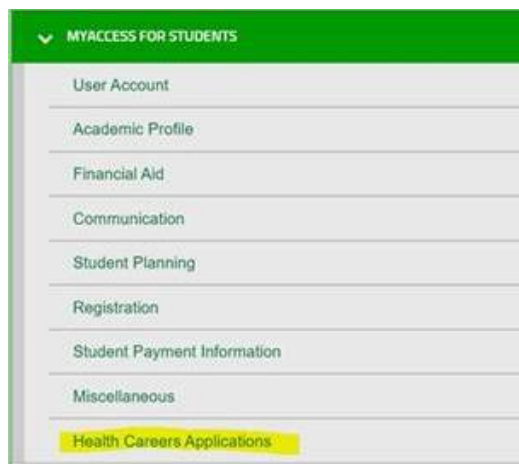 MYACCESS FOR STUDENTS
User Account
Academic Profile
Financial Aid
Communication
Student Planning
Registration
Student Payment Information
Miscellaneous
Health Careers Applications